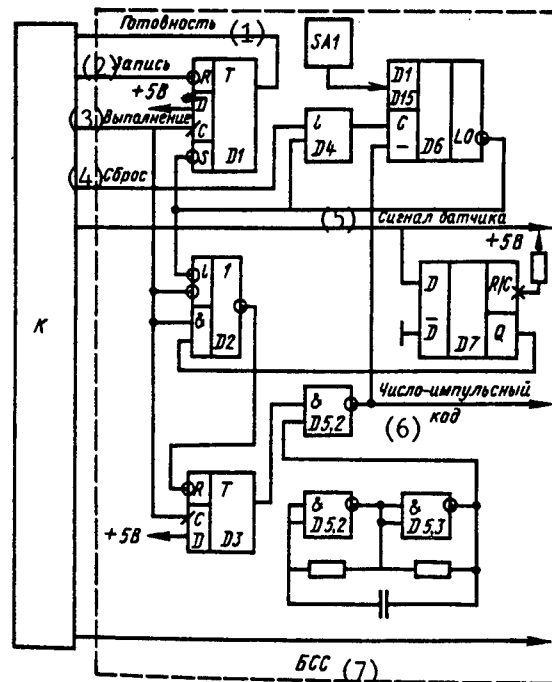 Готовность (1)
(2) Запись
+5В
(3) Выполнение
(4) Сброс
R T
D
C
S D1
SA1
D1
D15
C
–
D6
LO
1
D4
(5) Сигнал датчика
+5В
K
1 1
&
D2
D
D̅
D7
R/C
Q
Число-импульсный
код
(6)
&
D5,2
R T
C
D D3
+5В
&
D5,2
&
D5,3
БСС (7)